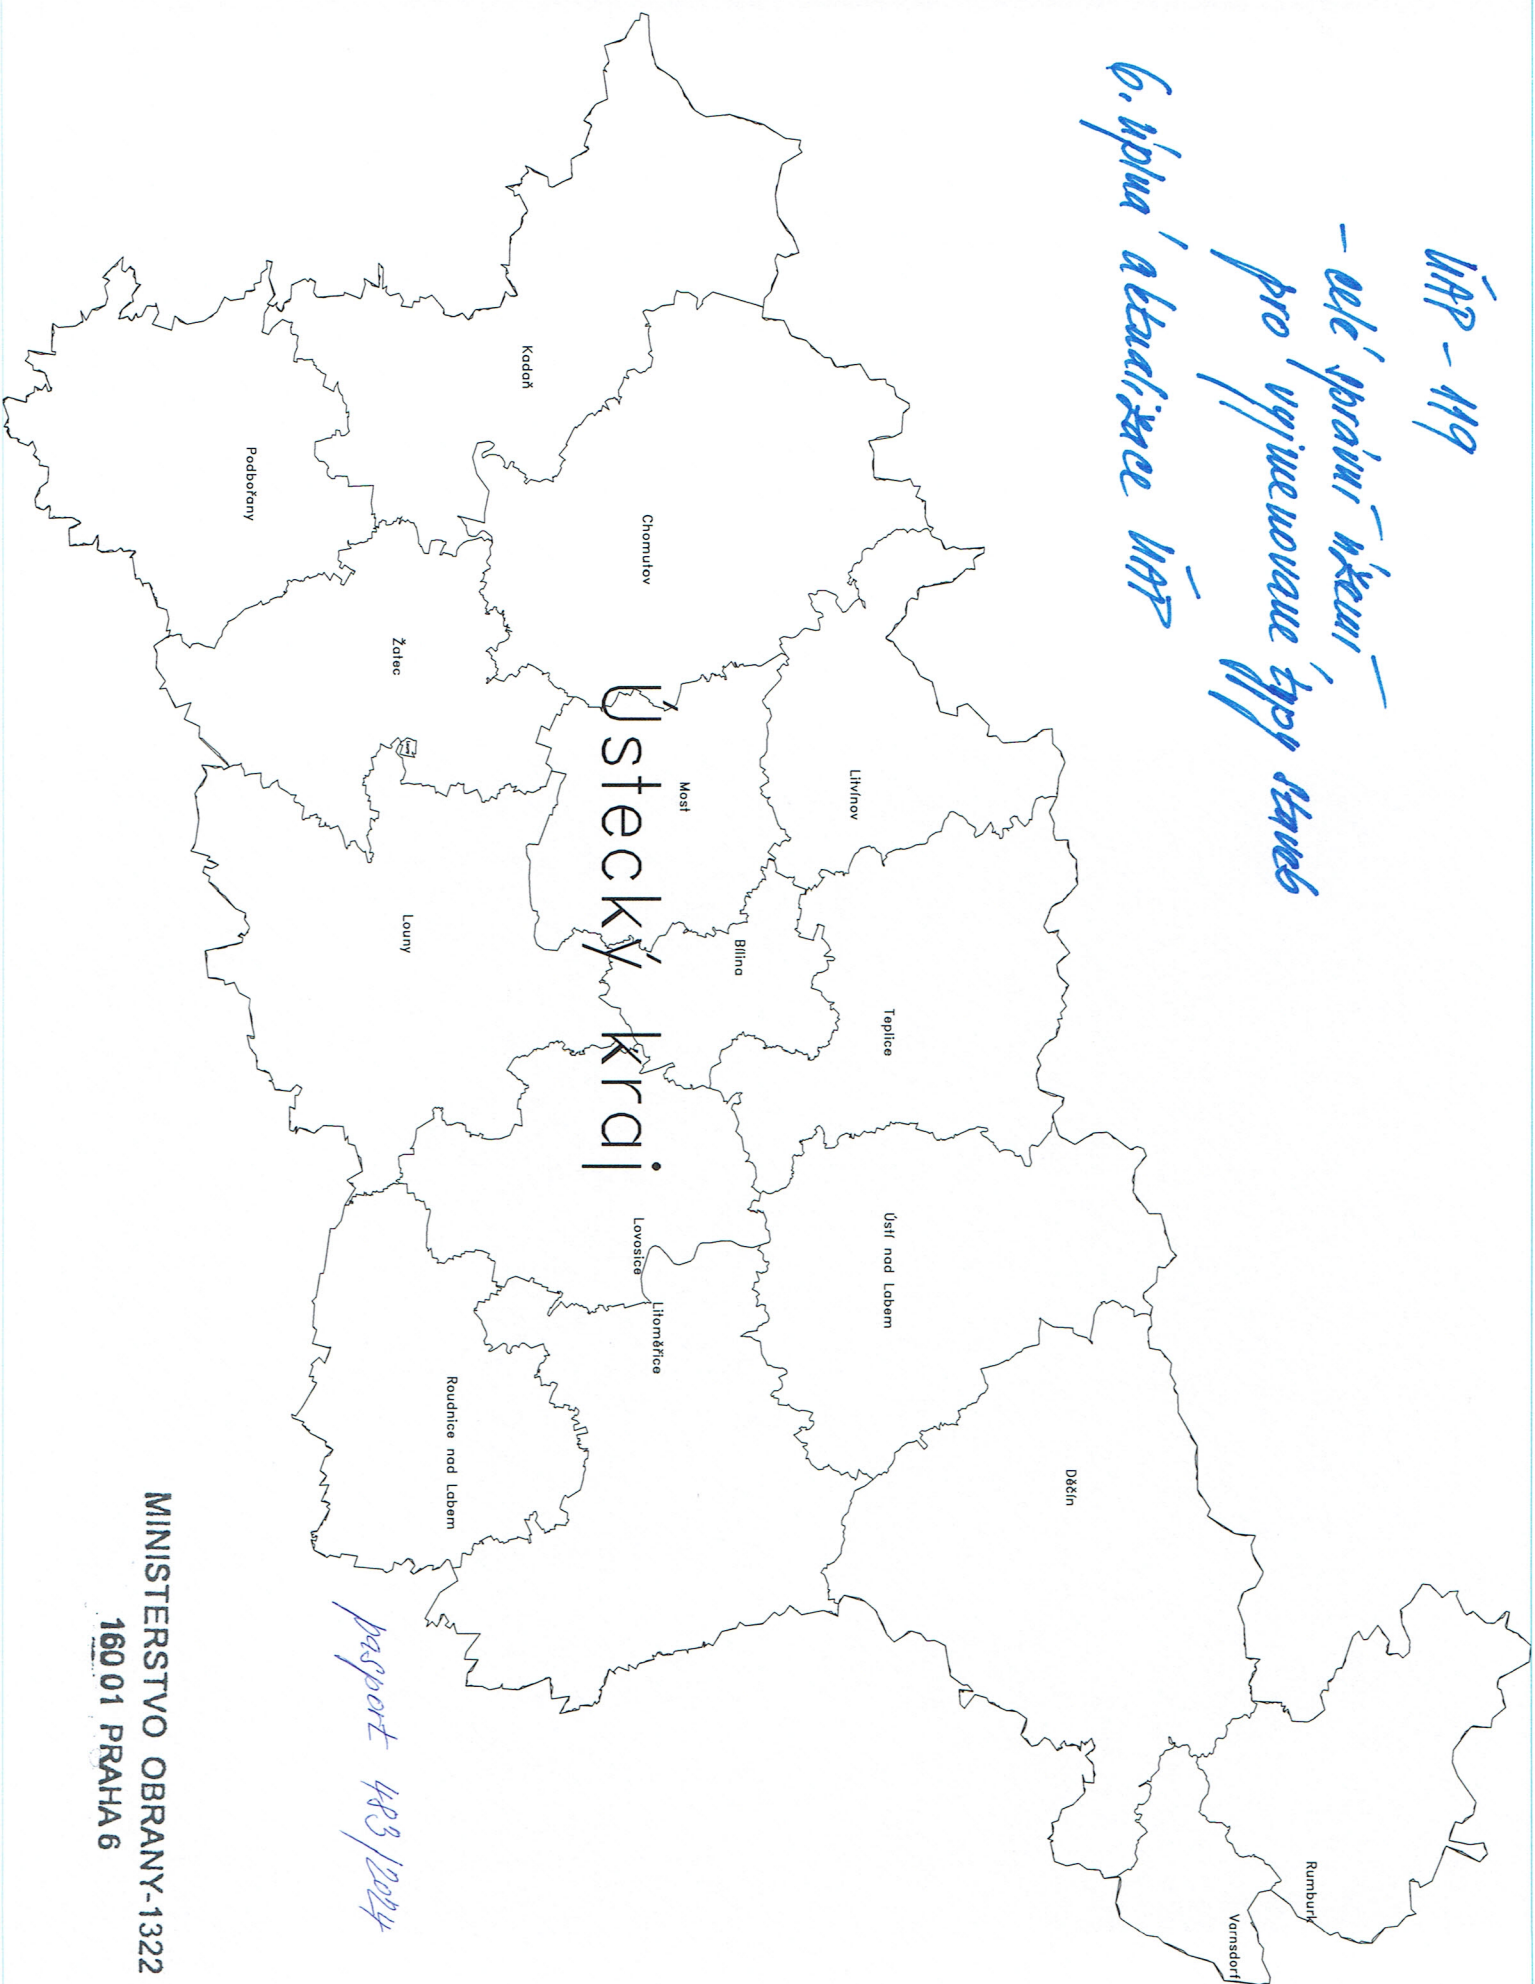 ÚAP - 119
- celé správní území
pro vyjmenované typy staveb
6. úplná aktualizace ÚAP
Rumburk
Varnsdorf
Děčín
Ústí nad Labem
Teplice
Litvínov
Bílina
Most
Chomutov
Ústecký kraj
Litoměřice
Lovosice
Kadaň
Roudnice nad Labem
Louny
Žatec
Podbořany
pasport 483/2024
MINISTERSTVO OBRANY-1322
160 01 PRAHA 6